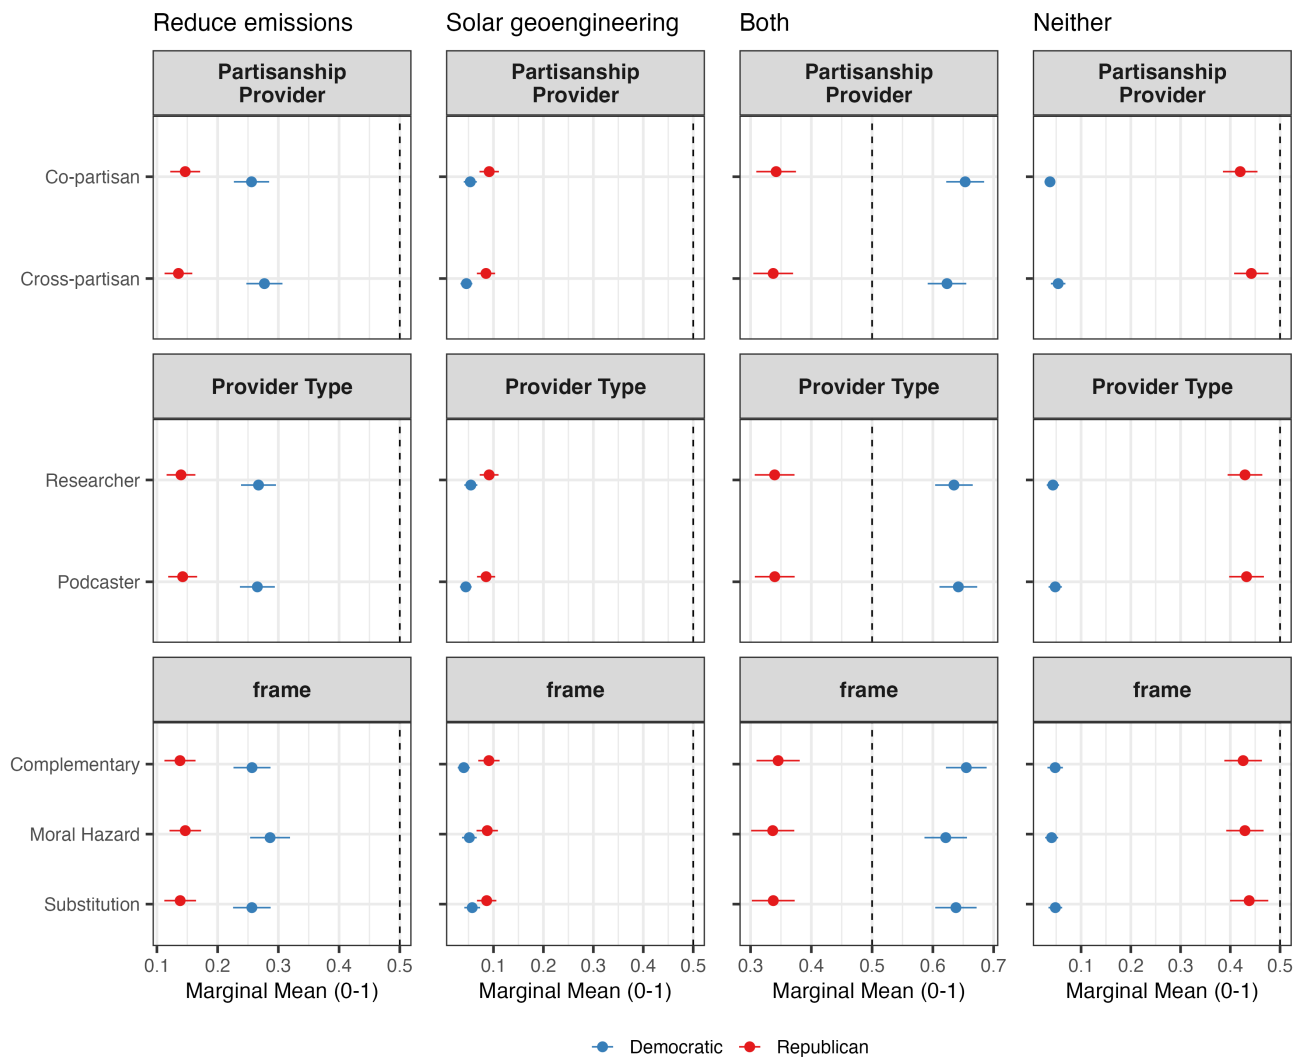 Reduce emissions Solar geoengineering Both Neither
Partisanship Provider Partisanship Provider Partisanship Provider Partisanship Provider
Co-partisan
Cross-partisan
Provider Type Provider Type Provider Type Provider Type
Researcher
Podcaster
frame frame frame frame
Complementary
Moral Hazard
Substitution
0.1 0.2 0.3 0.4 0.5 0.1 0.2 0.3 0.4 0.5 0.3 0.4 0.5 0.6 0.7 0.1 0.2 0.3 0.4 0.5
Marginal Mean (0-1) Marginal Mean (0-1) Marginal Mean (0-1) Marginal Mean (0-1)
Democratic Republican